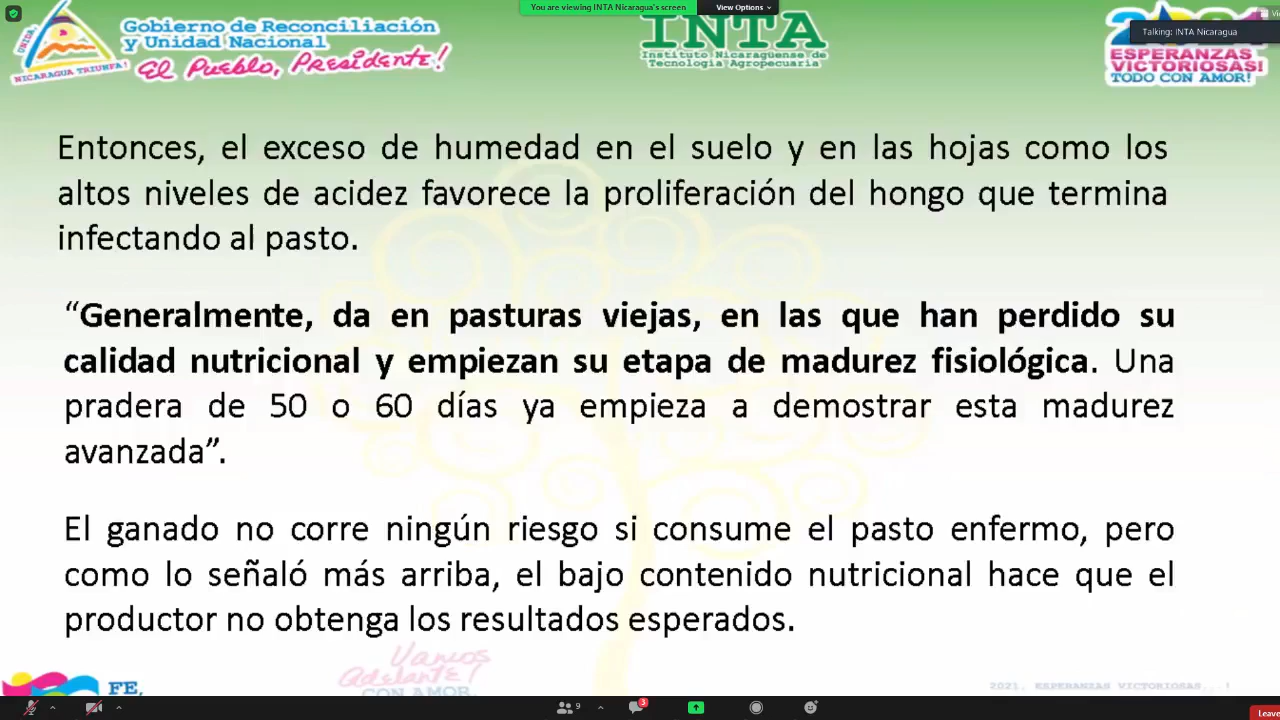 You are viewing INTA Nicaragua's screen
View Options
Talking: INTA Nicaragua
Gobierno de Reconciliación
y Unidad Nacional
El Pueblo, Presidente!
UNIDA,
NICARAGUA TRIUNFA!
INTA
Instituto Nicaragüense de
Tecnología Agropecuaria
ESPERANZAS
VICTORIOSAS!
TODO CON AMOR!
Entonces, el exceso de humedad en el suelo y en las hojas como los
altos niveles de acidez favorece la proliferación del hongo que termina
infectando al pasto.
“Generalmente, da en pasturas viejas, en las que han perdido su
calidad nutricional y empiezan su etapa de madurez fisiológica. Una
pradera de 50 o 60 días ya empieza a demostrar esta madurez
avanzada”.
El ganado no corre ningún riesgo si consume el pasto enfermo, pero
como lo señaló más arriba, el bajo contenido nutricional hace que el
productor no obtenga los resultados esperados.
FE,
Vamos
Adelante!
CON AMOR
2021, ESPERANZAS VICTORIOSAS...!
9
3
Leave